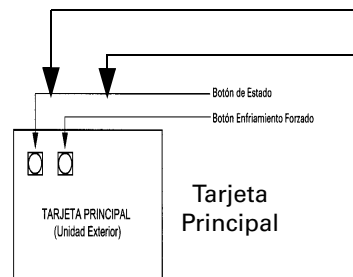 Botón de Estado
Botón Enfriamiento Forzado
TARJETA PRINCIPAL
(Unidad Exterior)
Tarjeta
Principal